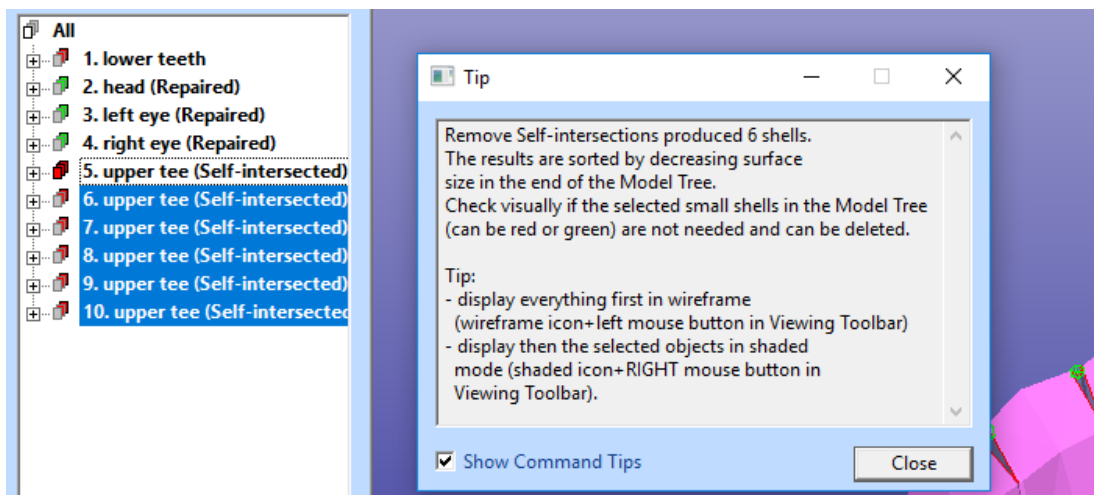 All
1. lower teeth
2. head (Repaired)
3. left eye (Repaired)
4. right eye (Repaired)
5. upper tee (Self-intersected)
6. upper tee (Self-intersected)
7. upper tee (Self-intersected)
8. upper tee (Self-intersected)
9. upper tee (Self-intersected)
10. upper tee (Self-intersected
Tip
Remove Self-intersections produced 6 shells.
The results are sorted by decreasing surface
size in the end of the Model Tree.
Check visually if the selected small shells in the Model Tree
(can be red or green) are not needed and can be deleted.
Tip:
- display everything first in wireframe
(wireframe icon+left mouse button in Viewing Toolbar)
- display then the selected objects in shaded
mode (shaded icon+RIGHT mouse button in
Viewing Toolbar).
Show Command Tips
Close